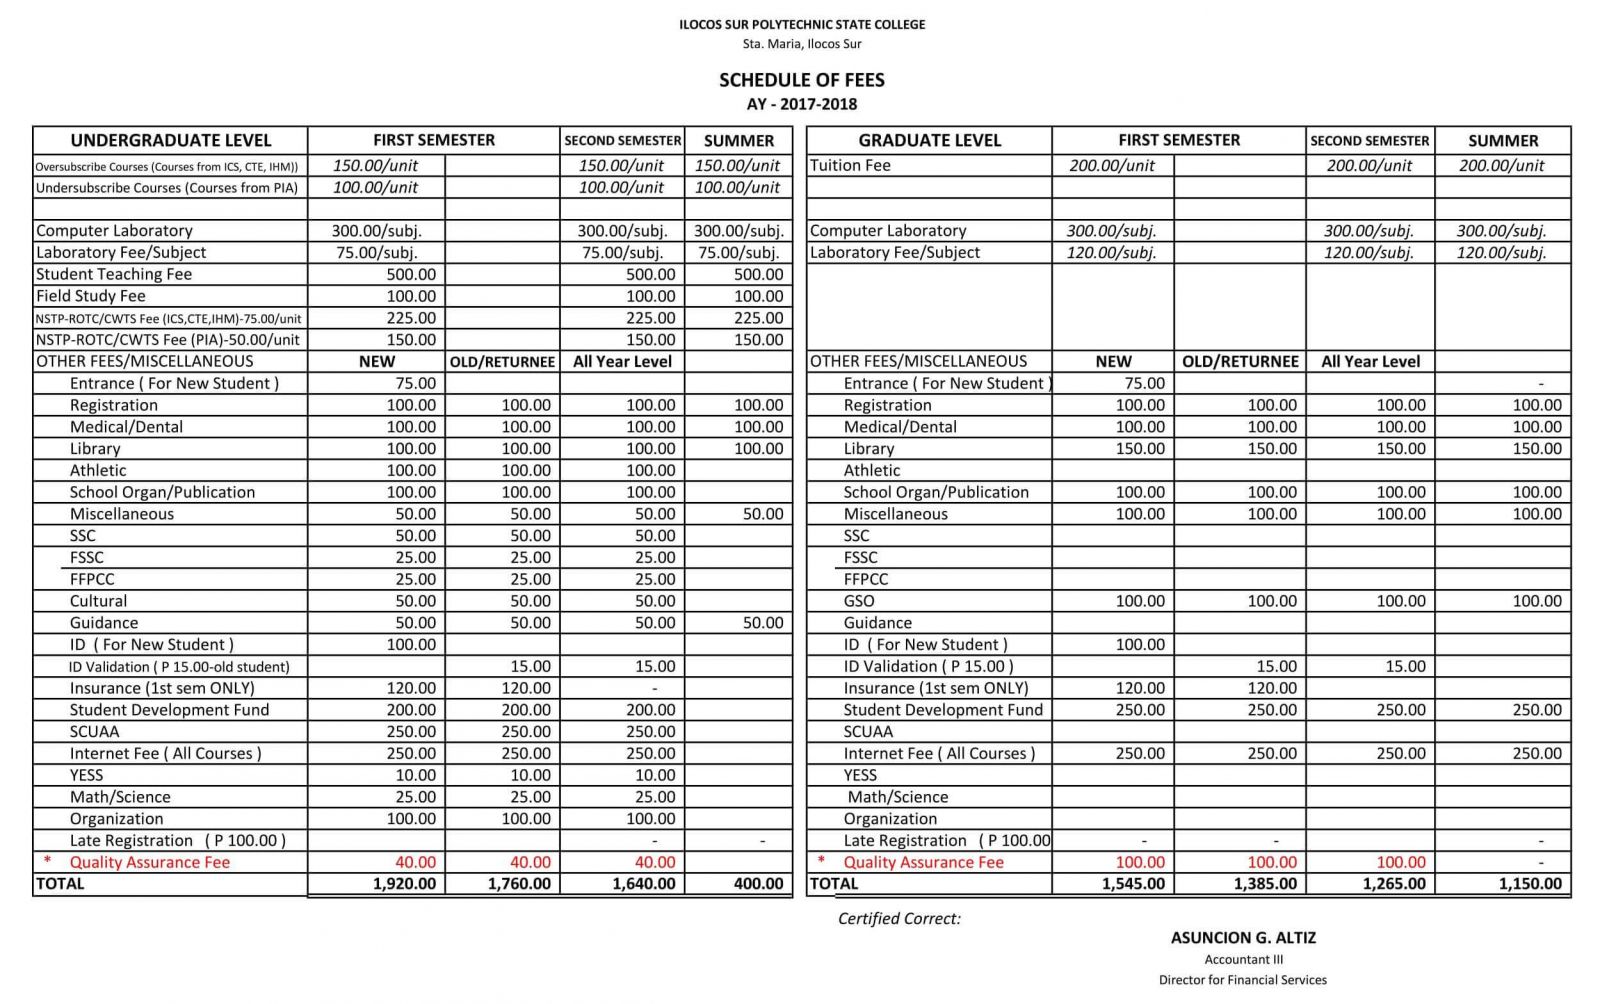 ILOCOS SUR POLYTECHNIC STATE COLLEGE
Sta. Maria, Ilocos Sur
SCHEDULE OF FEES
AY - 2017-2018
UNDERGRADUATE LEVEL FIRST SEMESTER SECOND SEMESTER SUMMER
Oversubscribe Courses (Courses from ICS, CTE, IHM)) 150.00/unit 150.00/unit 150.00/unit
Undersubscribe Courses (Courses from PIA) 100.00/unit 100.00/unit 100.00/unit
Computer Laboratory 300.00/subj. 300.00/subj. 300.00/subj.
Laboratory Fee/Subject 75.00/subj. 75.00/subj. 75.00/subj.
Student Teaching Fee 500.00 500.00 500.00
Field Study Fee 100.00 100.00 100.00
NSTP-ROTC/CWTS Fee (ICS,CTE,IHM)-75.00/unit 225.00 225.00 225.00
NSTP-ROTC/CWTS Fee (PIA)-50.00/unit 150.00 150.00 150.00
OTHER FEES/MISCELLANEOUS NEW OLD/RETURNEE All Year Level
Entrance ( For New Student ) 75.00
Registration 100.00 100.00 100.00 100.00
Medical/Dental 100.00 100.00 100.00 100.00
Library 100.00 100.00 100.00 100.00
Athletic 100.00 100.00 100.00
School Organ/Publication 100.00 100.00 100.00
Miscellaneous 50.00 50.00 50.00 50.00
SSC 50.00 50.00 50.00
FSSC 25.00 25.00 25.00
FFPCC 25.00 25.00 25.00
Cultural 50.00 50.00 50.00
Guidance 50.00 50.00 50.00 50.00
ID ( For New Student ) 100.00
ID Validation ( P 15.00-old student) 15.00 15.00
Insurance (1st sem ONLY) 120.00 120.00 -
Student Development Fund 200.00 200.00 200.00
SCUAA 250.00 250.00 250.00
Internet Fee ( All Courses ) 250.00 250.00 250.00
YESS 10.00 10.00 10.00
Math/Science 25.00 25.00 25.00
Organization 100.00 100.00 100.00
Late Registration ( P 100.00 ) - -
* Quality Assurance Fee 40.00 40.00 40.00
TOTAL 1,920.00 1,760.00 1,640.00 400.00
GRADUATE LEVEL FIRST SEMESTER SECOND SEMESTER SUMMER
Tuition Fee 200.00/unit 200.00/unit 200.00/unit
Computer Laboratory 300.00/subj. 300.00/subj. 300.00/subj.
Laboratory Fee/Subject 120.00/subj. 120.00/subj. 120.00/subj.
OTHER FEES/MISCELLANEOUS NEW OLD/RETURNEE All Year Level
Entrance ( For New Student ) 75.00 -
Registration 100.00 100.00 100.00 100.00
Medical/Dental 100.00 100.00 100.00 100.00
Library 150.00 150.00 150.00 150.00
Athletic
School Organ/Publication 100.00 100.00 100.00 100.00
Miscellaneous 100.00 100.00 100.00 100.00
SSC
FSSC
FFPCC
GSO 100.00 100.00 100.00 100.00
Guidance
ID ( For New Student ) 100.00
ID Validation ( P 15.00 ) 15.00 15.00
Insurance (1st sem ONLY) 120.00 120.00
Student Development Fund 250.00 250.00 250.00 250.00
SCUAA
Internet Fee ( All Courses ) 250.00 250.00 250.00 250.00
YESS
Math/Science
Organization
Late Registration ( P 100.00 - - -
* Quality Assurance Fee 100.00 100.00 100.00 -
TOTAL 1,545.00 1,385.00 1,265.00 1,150.00
Certified Correct:
ASUNCION G. ALTIZ
Accountant III
Director for Financial Services